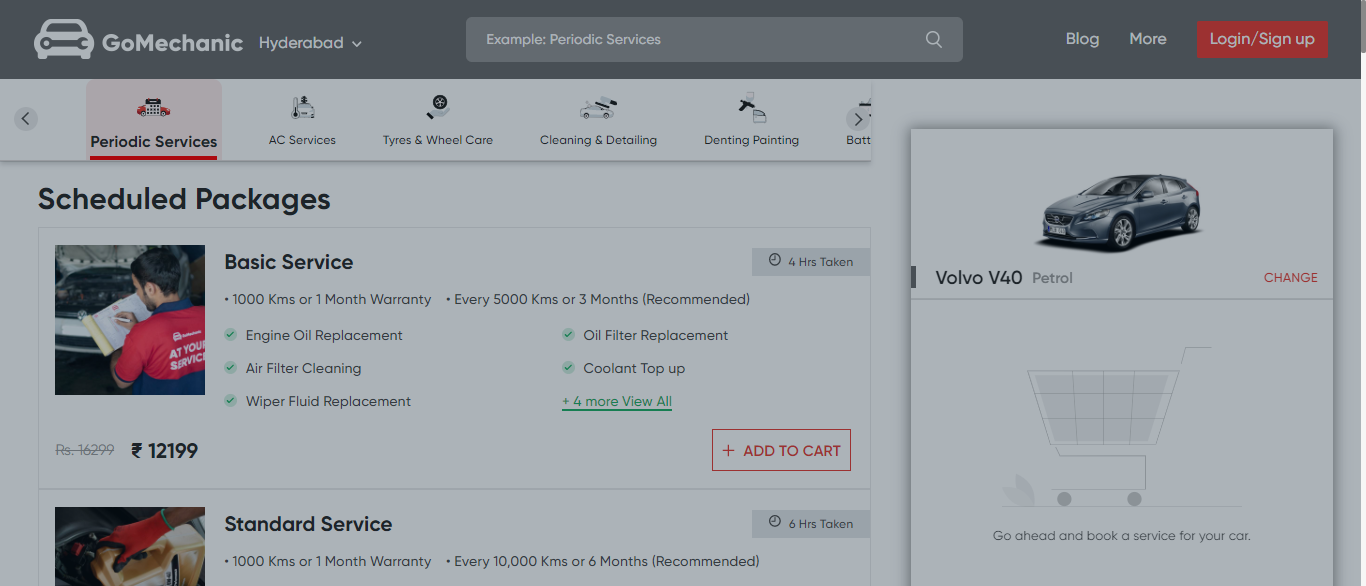 GoMechanic Hyderabad Example: Periodic Services Blog More Login/Sign up
Periodic Services AC Services Tyres & Wheel Care Cleaning & Detailing Denting Painting Batt
Scheduled Packages
Basic Service 4 Hrs Taken
• 1000 Kms or 1 Month Warranty • Every 5000 Kms or 3 Months (Recommended)
Engine Oil Replacement Oil Filter Replacement
Air Filter Cleaning Coolant Top up
Wiper Fluid Replacement + 4 more View All
Rs. 16299 ₹ 12199 + ADD TO CART
AT YOUR
SERVICE
Standard Service 6 Hrs Taken
• 1000 Kms or 1 Month Warranty • Every 10,000 Kms or 6 Months (Recommended)
Volvo V40 Petrol CHANGE
Go ahead and book a service for your car.